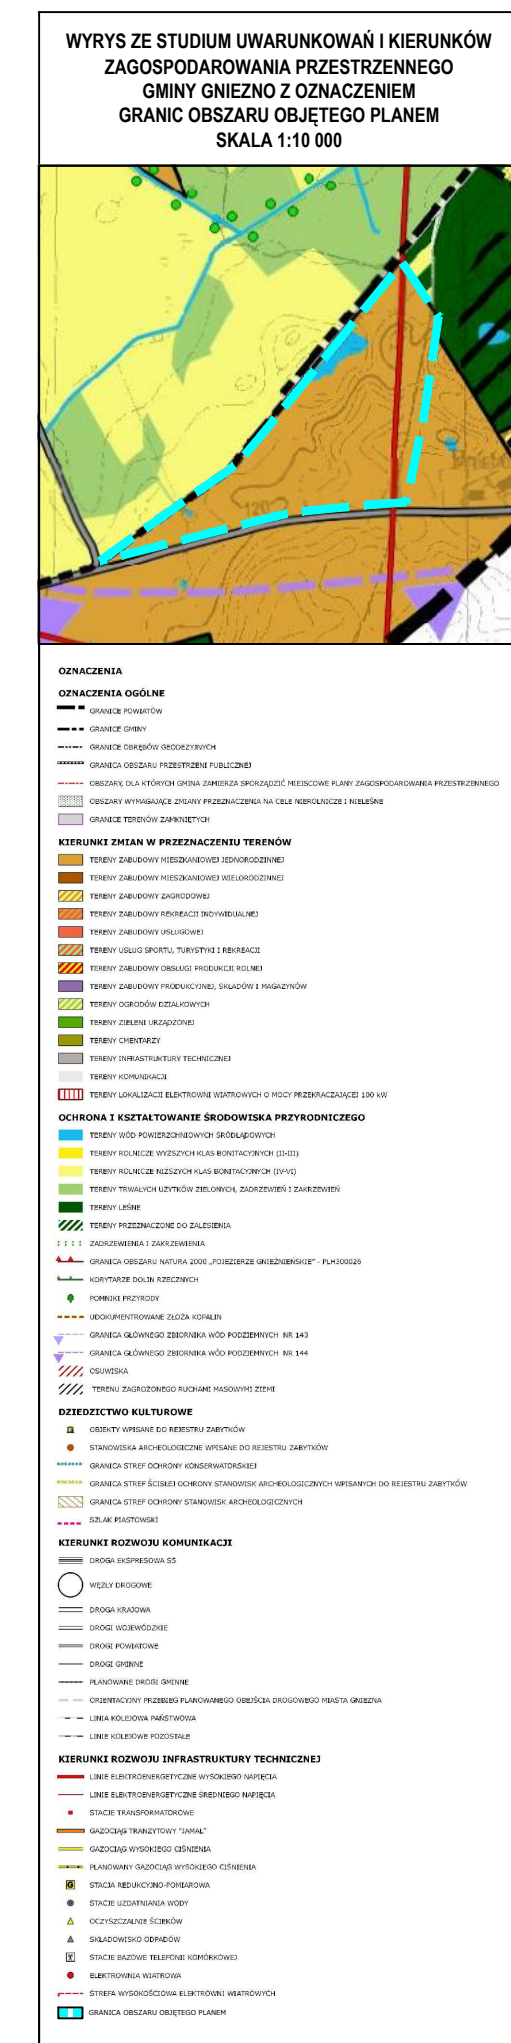 WYRYS ZE STUDIUM UWARUNKOWAŃ I KIERUNKÓW
ZAGOSPODAROWANIA PRZESTRZENNEGO
GMINY GNIEZNO Z OZNACZENIEM
GRANIC OBSZARU OBJĘTEGO PLANEM
SKALA 1:10 000
120
OZNACZENIA
OZNACZENIA OGÓLNE
GRANICE POWIATÓW
GRANICE GMINY
GRANICE OBRĘBÓW GEODEZYJNYCH
GRANICA OBSZARU PRZESTRZENI PUBLICZNEJ
OBSZARY, DLA KTÓRYCH GMINA ZAMIERZA SPORZĄDZIĆ MIEJSCOWE PLANY ZAGOSPODAROWANIA PRZESTRZENNEGO
OBSZARY WYMAGAJĄCE ZMIANY PRZEZNACZENIA NA CELE NIEROLNICZE I NIELEŚNE
GRANICE TERENÓW ZAMKNIĘTYCH
KIERUNKI ZMIAN W PRZEZNACZENIU TERENÓW
TERENY ZABUDOWY MIESZKANIOWEJ JEDNORODZINNEJ
TERENY ZABUDOWY MIESZKANIOWEJ WIELORODZINNEJ
TERENY ZABUDOWY ZAGRODOWEJ
TERENY ZABUDOWY REKREACJI INDYWIDUALNEJ
TERENY ZABUDOWY USŁUGOWEJ
TERENY USŁUG SPORTU, TURYSTYKI I REKREACJI
TERENY ZABUDOWY OBSŁUGI PRODUKCJI ROLNEJ
TERENY ZABUDOWY PRODUKCYJNEJ, SKŁADÓW I MAGAZYNÓW
TERENY OGRODÓW DZIAŁKOWYCH
TERENY ZIELENI URZĄDZONEJ
TERENY CMENTARZY
TERENY INFRASTRUKTURY TECHNICZNEJ
TERENY KOMUNIKACJI
TERENY LOKALIZACJI ELEKTROWNI WIATROWYCH O MOCY PRZEKRACZAJĄCEJ 100 kW
OCHRONA I KSZTAŁTOWANIE ŚRODOWISKA PRZYRODNICZEGO
TERENY WÓD POWIERZCHNIOWYCH ŚRÓDLĄDOWYCH
TERENY ROLNICZE WYŻSZYCH KLAS BONITACYJNYCH (II-III)
TERENY ROLNICZE NIŻSZYCH KLAS BONITACYJNYCH (IV-VI)
TERENY TRWAŁYCH UŻYTKÓW ZIELONYCH, ZADRZEWIEŃ I ZAKRZEWIEŃ
TERENY LEŚNE
TERENY PRZEZNACZONE DO ZALESIENIA
ZADRZEWIENIA I ZAKRZEWIENIA
GRANICA OBSZARU NATURA 2000 „POJEZIERZE GNIEŹNIEŃSKIE" - PLH300026
KORYTARZE DOLIN RZECZNYCH
POMNIKI PRZYRODY
UDOKUMENTOWANE ZŁOŻA KOPALIN
GRANICA GŁÓWNEGO ZBIORNIKA WÓD PODZIEMNYCH NR 143
GRANICA GŁÓWNEGO ZBIORNIKA WÓD PODZIEMNYCH NR 144
OSUWISKA
TERENU ZAGROŻONEGO RUCHAMI MASOWYMI ZIEMI
DZIEDZICTWO KULTUROWE
OBIEKTY WPISANE DO REJESTRU ZABYTKÓW
STANOWISKA ARCHEOLOGICZNE WPISANE DO REJESTRU ZABYTKÓW
GRANICA STREF OCHRONY KONSERWATORSKIEJ
GRANICA STREF ŚCISŁEJ OCHRONY STANOWISK ARCHEOLOGICZNYCH WPISANYCH DO REJESTRU ZABYTKÓW
GRANICA STREF OCHRONY STANOWISK ARCHEOLOGICZNYCH
SZLAK PIASTOWSKI
KIERUNKI ROZWOJU KOMUNIKACJI
DROGA EKSPRESOWA S5
WĘZŁY DROGOWE
DROGA KRAJOWA
DROGI WOJEWÓDZKIE
DROGI POWIATOWE
DROGI GMINNE
PLANOWANE DROGI GMINNE
ORIENTACYJNY PRZEBIEG PLANOWANEGO OBEJŚCIA DROGOWEGO MIASTA GNIEZNA
LINIA KOLEJOWA PAŃSTWOWA
LINIE KOLEJOWE POZOSTAŁE
KIERUNKI ROZWOJU INFRASTRUKTURY TECHNICZNEJ
LINIE ELEKTROENERGETYCZNE WYSOKIEGO NAPIĘCIA
LINIE ELEKTROENERGETYCZNE ŚREDNIEGO NAPIĘCIA
STACJE TRANSFORMATOROWE
GAZOCIĄG TRANZYTOWY "JAMAŁ"
GAZOCIĄG WYSOKIEGO CIŚNIENIA
PLANOWANY GAZOCIĄG WYSOKIEGO CIŚNIENIA
G STACJA REDUKCYJNO-POMIAROWA
STACJE UZDATNIANIA WODY
OCZYSZCZALNIE ŚCIEKÓW
SKŁADOWISKO ODPADÓW
STACJE BAZOWE TELEFONII KOMÓRKOWEJ
ELEKTROWNIA WIATROWA
STREFA WYSOKOŚCIOWA ELEKTROWNI WIATROWYCH
GRANICA OBSZARU OBJĘTEGO PLANEM